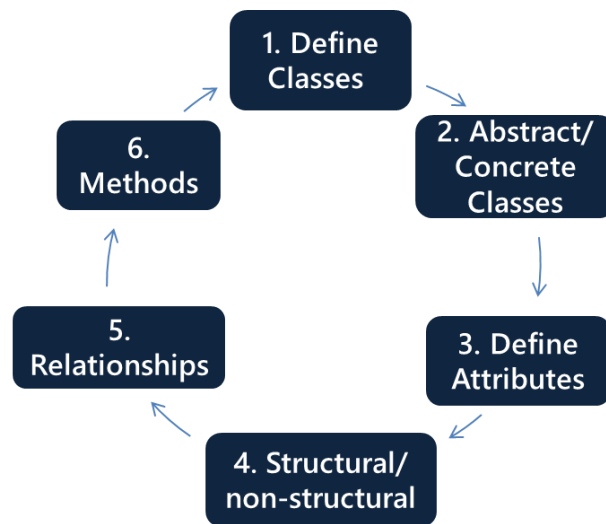 1. Define
Classes
2. Abstract/
Concrete
Classes
3. Define
Attributes
4. Structural/
non-structural
5.
Relationships
6.
Methods